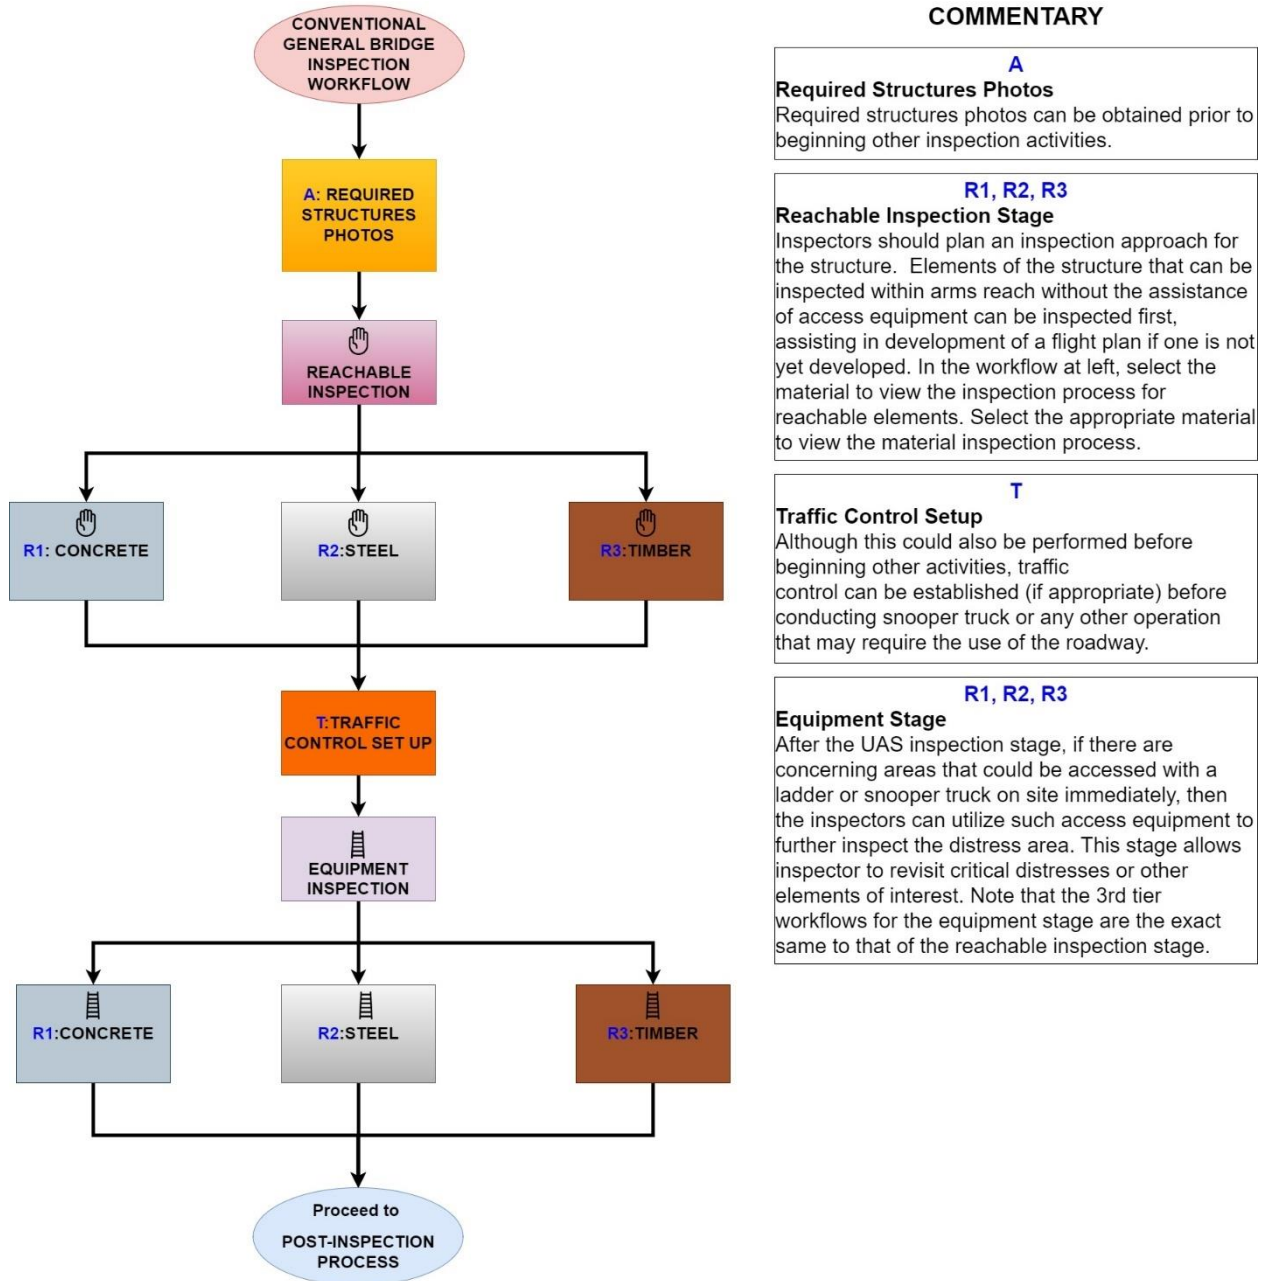 CONVENTIONAL
GENERAL BRIDGE
INSPECTION
WORKFLOW
A: REQUIRED
STRUCTURES
PHOTOS
REACHABLE
INSPECTION
R1: CONCRETE
R2:STEEL
R3:TIMBER
T:TRAFFIC
CONTROL SET UP
EQUIPMENT
INSPECTION
R1:CONCRETE
R2:STEEL
R3:TIMBER
Proceed to
POST-INSPECTION
PROCESS
COMMENTARY
A
Required Structures Photos
Required structures photos can be obtained prior to
beginning other inspection activities.
R1, R2, R3
Reachable Inspection Stage
Inspectors should plan an inspection approach for
the structure.  Elements of the structure that can be
inspected within arms reach without the assistance
of access equipment can be inspected first,
assisting in development of a flight plan if one is not
yet developed. In the workflow at left, select the
material to view the inspection process for
reachable elements. Select the appropriate material
to view the material inspection process.
T
Traffic Control Setup
Although this could also be performed before
beginning other activities, traffic
control can be established (if appropriate) before
conducting snooper truck or any other operation
that may require the use of the roadway.
R1, R2, R3
Equipment Stage
After the UAS inspection stage, if there are
concerning areas that could be accessed with a
ladder or snooper truck on site immediately, then
the inspectors can utilize such access equipment to
further inspect the distress area. This stage allows
inspector to revisit critical distresses or other
elements of interest. Note that the 3rd tier
workflows for the equipment stage are the exact
same to that of the reachable inspection stage.